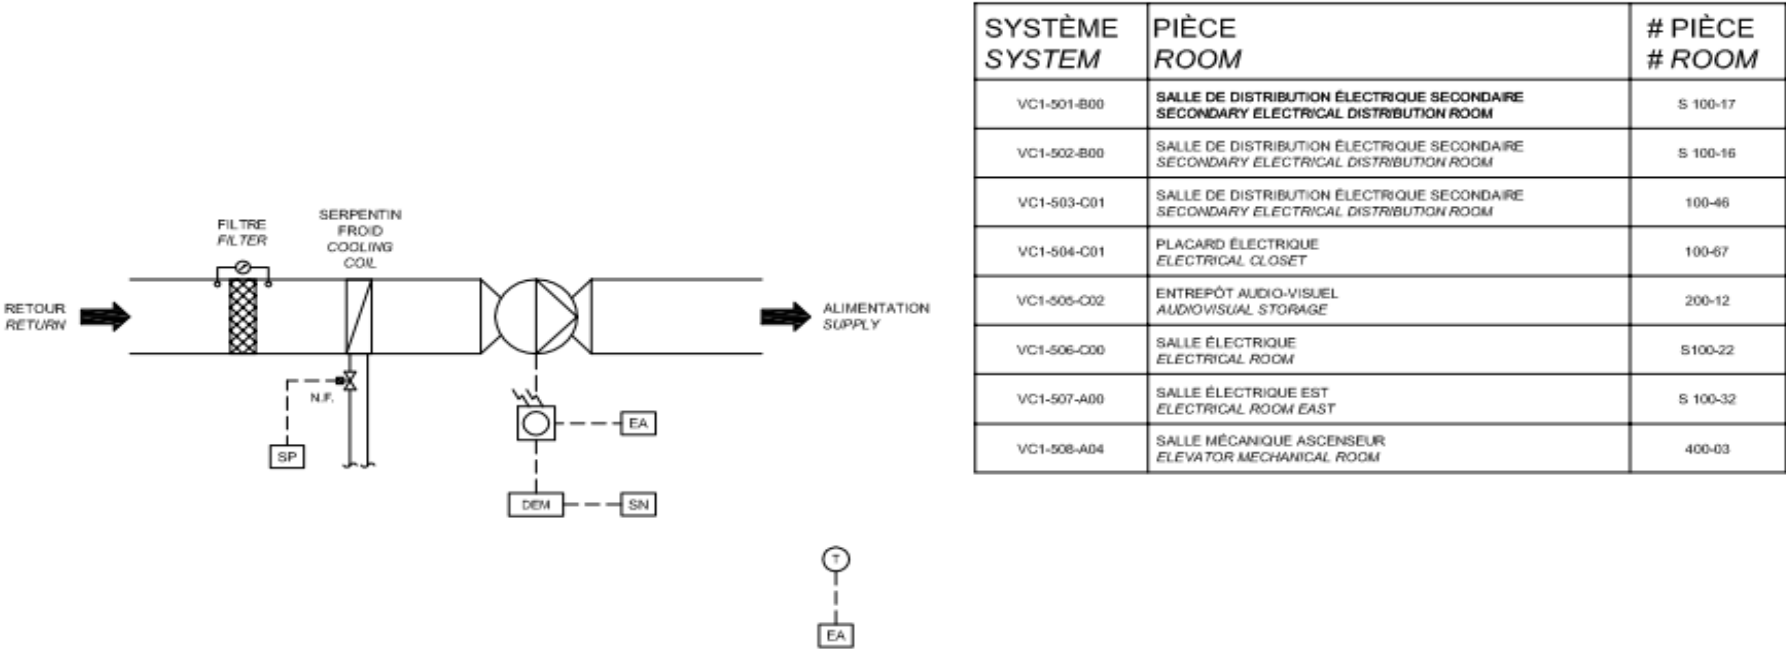 FILTRE
FILTER
SERPENTIN
FROID
COOLING
COIL
RETOUR
RETURN
ALIMENTATION
SUPPLY
N.F.
SP
EA
DEM
SN
T
EA
SYSTÈME PIÈCE # PIÈCE
SYSTEM ROOM # ROOM
VC1-501-B00 SALLE DE DISTRIBUTION ÉLECTRIQUE SECONDAIRE S 100-17
SECONDARY ELECTRICAL DISTRIBUTION ROOM
VC1-502-B00 SALLE DE DISTRIBUTION ÉLECTRIQUE SECONDAIRE S 100-16
SECONDARY ELECTRICAL DISTRIBUTION ROOM
VC1-503-C01 SALLE DE DISTRIBUTION ÉLECTRIQUE SECONDAIRE 100-46
SECONDARY ELECTRICAL DISTRIBUTION ROOM
VC1-504-C01 PLACARD ÉLECTRIQUE 100-67
ELECTRICAL CLOSET
VC1-505-C02 ENTREPÔT AUDIO-VISUEL 200-12
AUDIOVISUAL STORAGE
VC1-506-C00 SALLE ÉLECTRIQUE S100-22
ELECTRICAL ROOM
VC1-507-A00 SALLE ÉLECTRIQUE EST S 100-32
ELECTRICAL ROOM EAST
VC1-508-A04 SALLE MÉCANIQUE ASCENSEUR 400-03
ELEVATOR MECHANICAL ROOM